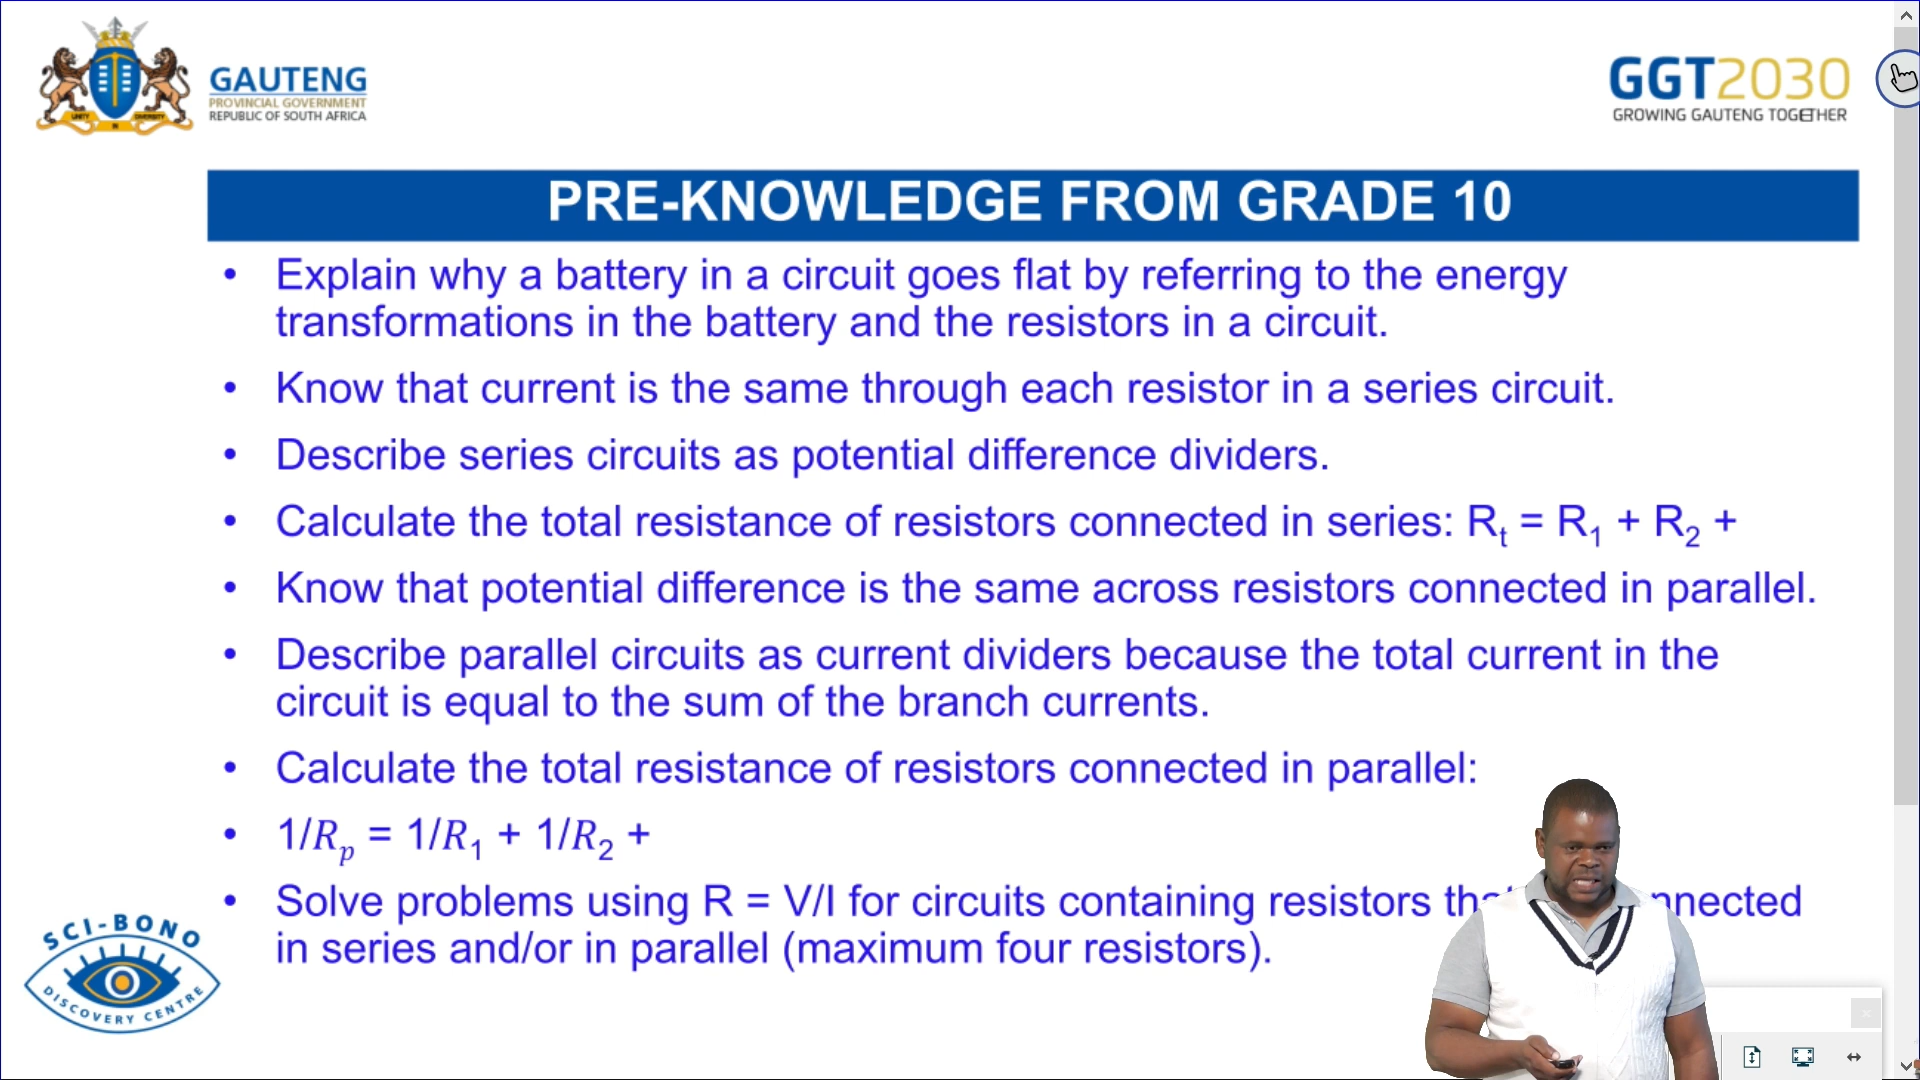 GAUTENG
PROVINCIAL GOVERNMENT
REPUBLIC OF SOUTH AFRICA
UNITY IN DIVERSITY
GGT2030
GROWING GAUTENG TOGETHER
PRE-KNOWLEDGE FROM GRADE 10
• Explain why a battery in a circuit goes flat by referring to the energy
transformations in the battery and the resistors in a circuit.
• Know that current is the same through each resistor in a series circuit.
• Describe series circuits as potential difference dividers.
• Calculate the total resistance of resistors connected in series: Rt = R1 + R2 +
• Know that potential difference is the same across resistors connected in parallel.
• Describe parallel circuits as current dividers because the total current in the
circuit is equal to the sum of the branch currents.
• Calculate the total resistance of resistors connected in parallel:
• 1/Rp = 1/R1 + 1/R2 +
• Solve problems using R = V/I for circuits containing resistors
in series and/or in parallel (maximum four resistors).
SCI-BONO
DISCOVERY CENTRE